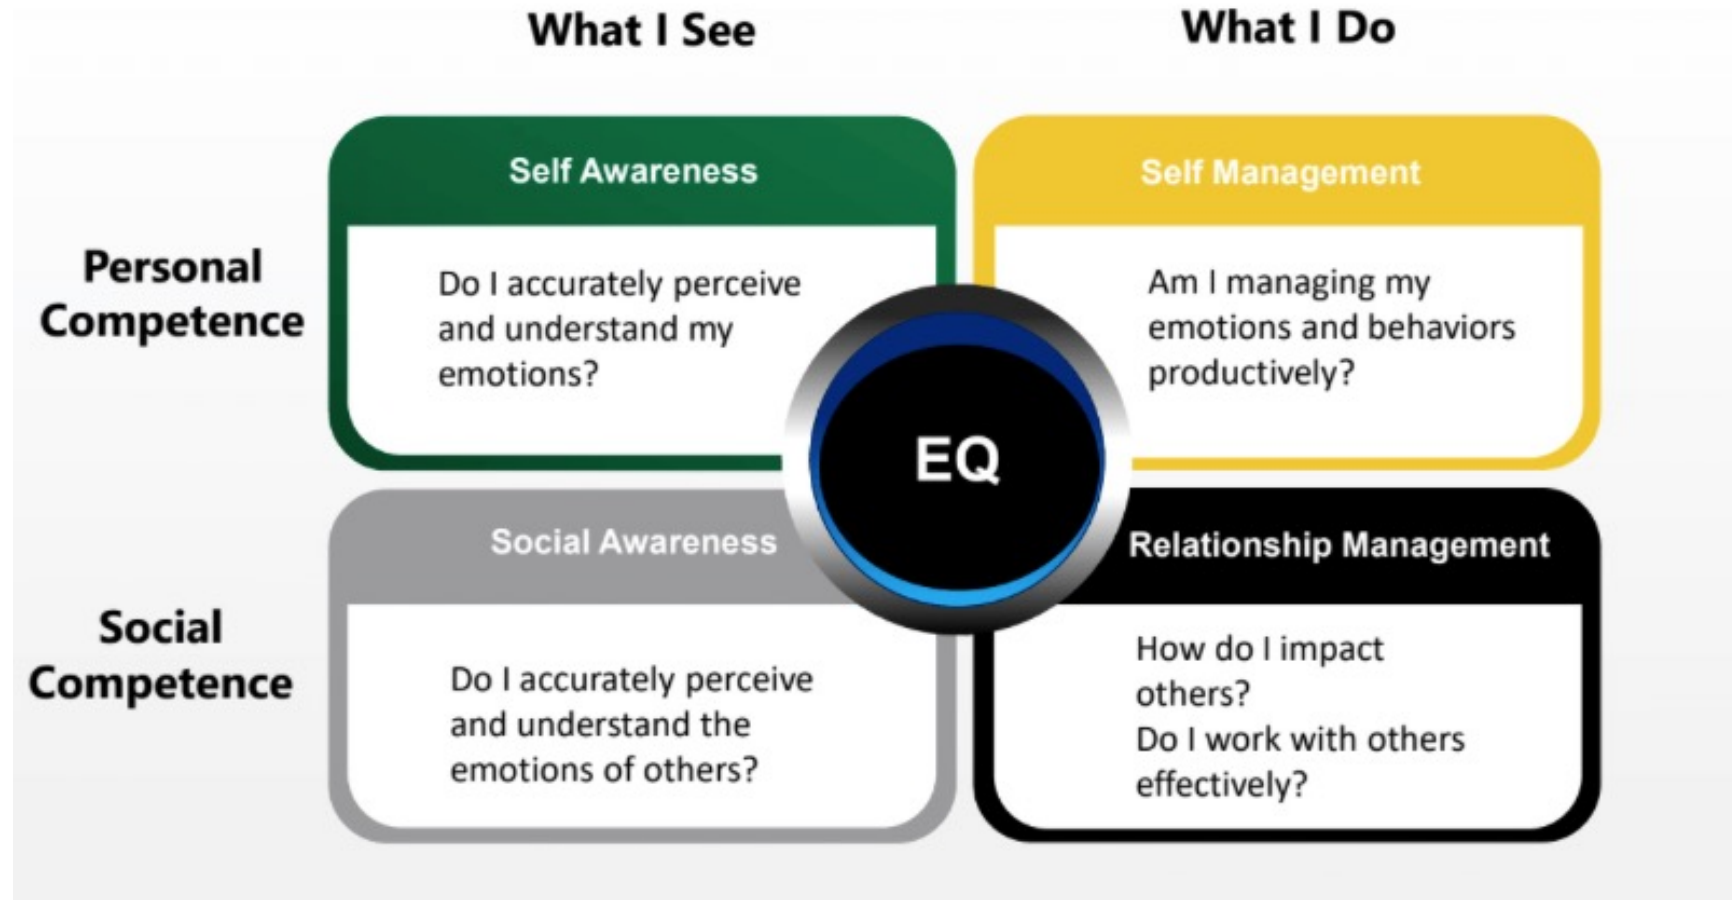 What I See
What I Do
Personal
Competence
Self Awareness
Do I accurately perceive
and understand my
emotions?
Self Management
Am I managing my
emotions and behaviors
productively?
EQ
Social
Competence
Social Awareness
Do I accurately perceive
and understand the
emotions of others?
Relationship Management
How do I impact
others?
Do I work with others
effectively?